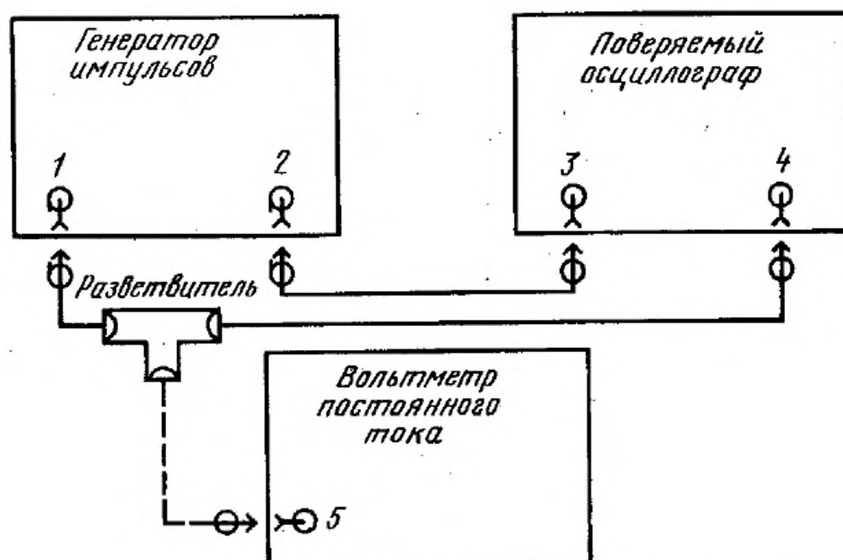 Генератор
импульсов
Поверяемый
осциллограф
1
2
3
4
Разветвитель
Вольтметр
постоянного
тока
5